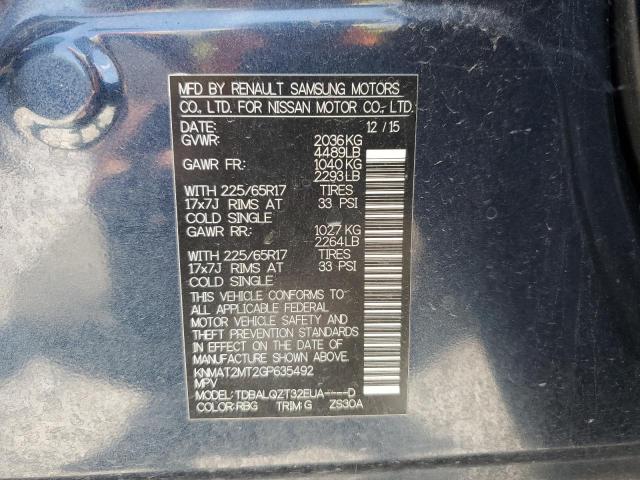 MFD BY RENAULT SAMSUNG MOTORS
CO., LTD. FOR NISSAN MOTOR CO., LTD.
DATE: 12 / 15
GVWR: 2036 KG
4489LB
GAWR FR: 1040 KG
2293LB
WITH 225/65R17 TIRES
17x7J RIMS AT 33 PSI
COLD SINGLE
GAWR RR: 1027 KG
2264LB
WITH 225/65R17 TIRES
17x7J RIMS AT 33 PSI
COLD SINGLE
THIS VEHICLE CONFORMS TO
ALL APPLICABLE FEDERAL
MOTOR VEHICLE SAFETY AND
THEFT PREVENTION STANDARDS
IN EFFECT ON THE DATE OF
MANUFACTURE SHOWN ABOVE.
KNMAT2MT2GP635492
MPV
MODEL: TDBALQZT32EUA----D
COLOR: RBG TRIM: G ZS30A